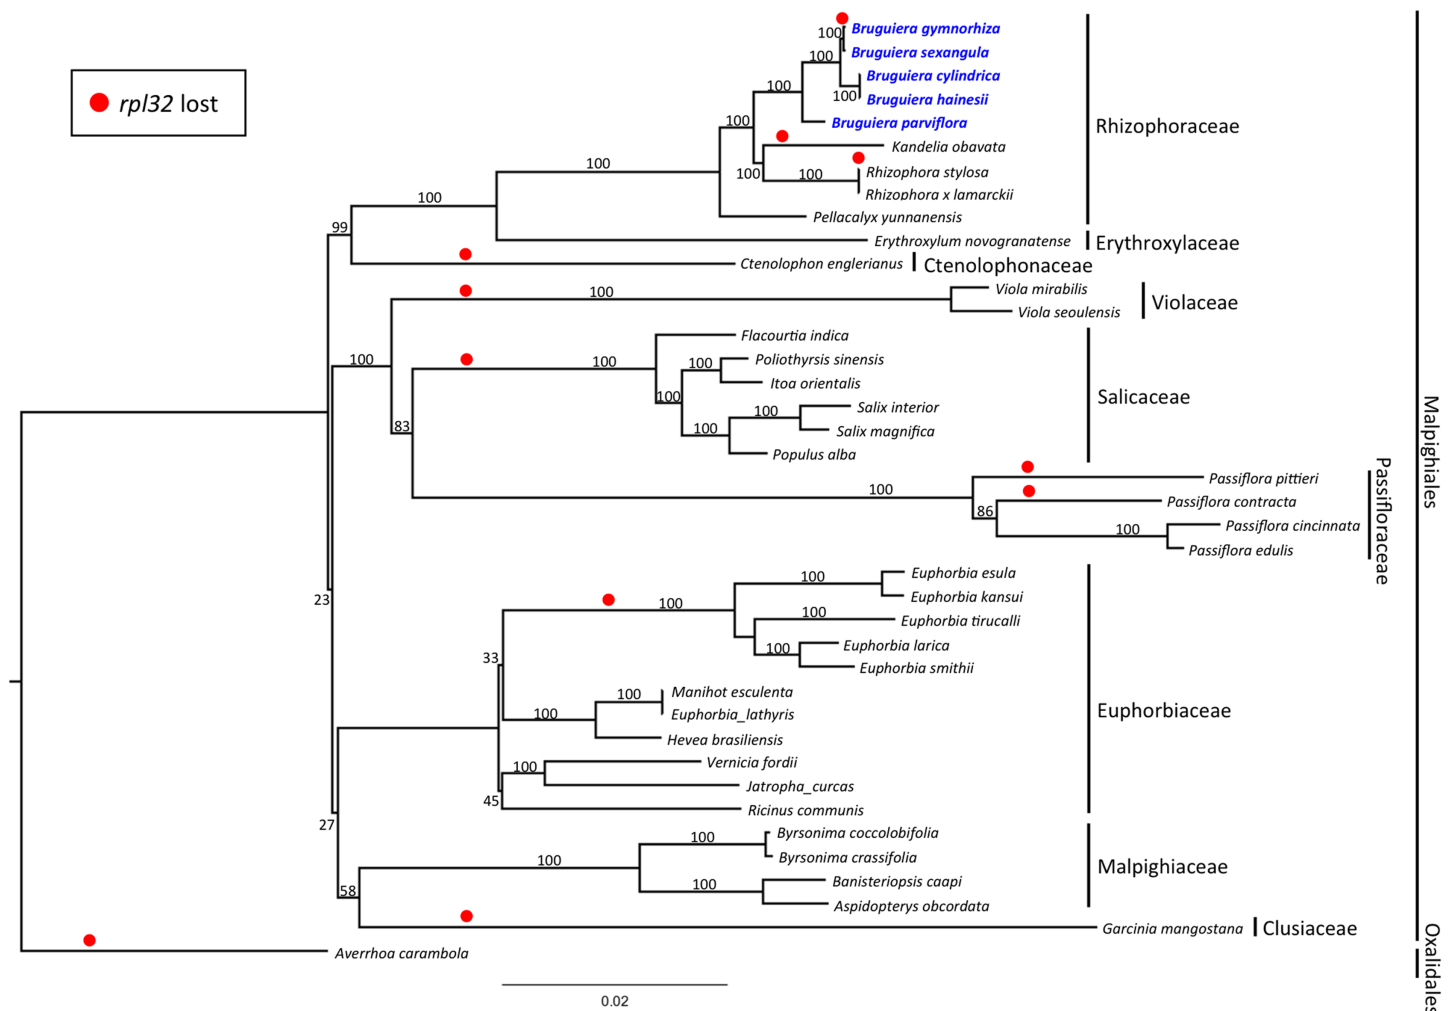 rpl32 lost
100
Bruguiera gymnorhiza
100
Bruguiera sexangula
100
Bruguiera cylindrica
100
Bruguiera hainesii
100
Bruguiera parviflora
Rhizophoraceae
100
Kandelia obavata
100
100
100
Rhizophora stylosa
Rhizophora x lamarckii
100
99
Pellacalyx yunnanensis
Erythroxylum novogranatense
Erythroxylaceae
Ctenolophon englerianus
Ctenolophonaceae
100
Viola mirabilis
Viola seoulensis
Violaceae
100
Flacourtia indica
100
100
Poliothyrsis sinensis
100
Itoa orientalis
Salicaceae
100
Salix interior
83
100
Salix magnifica
Populus alba
Malpighiales
Passiflora pittieri
100
Passiflora contracta
86
100
Passiflora cincinnata
Passiflora edulis
Passifloraceae
100
Euphorbia esula
23
100
Euphorbia kansui
100
Euphorbia tirucalli
33
100
Euphorbia larica
Euphorbia smithii
100
Manihot esculenta
100
Euphorbia_lathyris
Euphorbiaceae
Hevea brasiliensis
100
Vernicia fordii
Jatropha_curcas
45
Ricinus communis
27
100
Byrsonima coccolobifolia
100
Byrsonima crassifolia
Malpighiaceae
58
100
Banisteriopsis caapi
Aspidopterys obcordata
Garcinia mangostana
Clusiaceae
Averrhoa carambola
Oxalidales
0.02